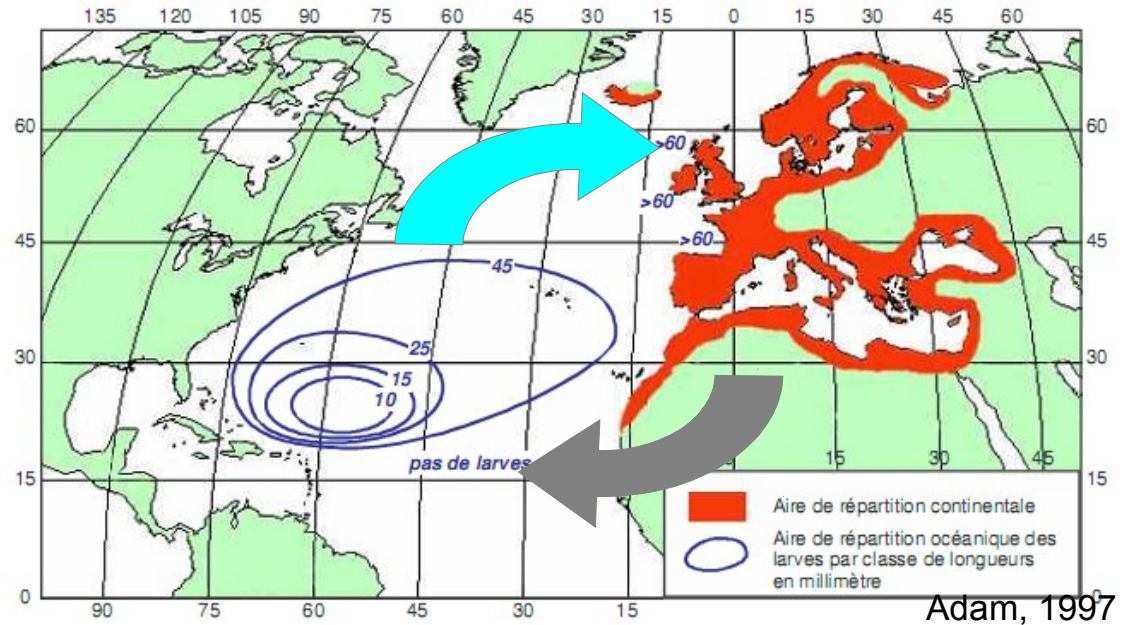 135 120 105 90 75 60 45 30 15 0 15 30 45 60
60 >60 60
>60
45 >60 45
45
25
30 30
15
10
pas de larves 0 15 30 45
15 15
Aire de répartition continentale
Aire de répartition océanique des
larves par classe de longueurs
en millimètre
0 0
90 75 60 45 30 15
Adam, 1997